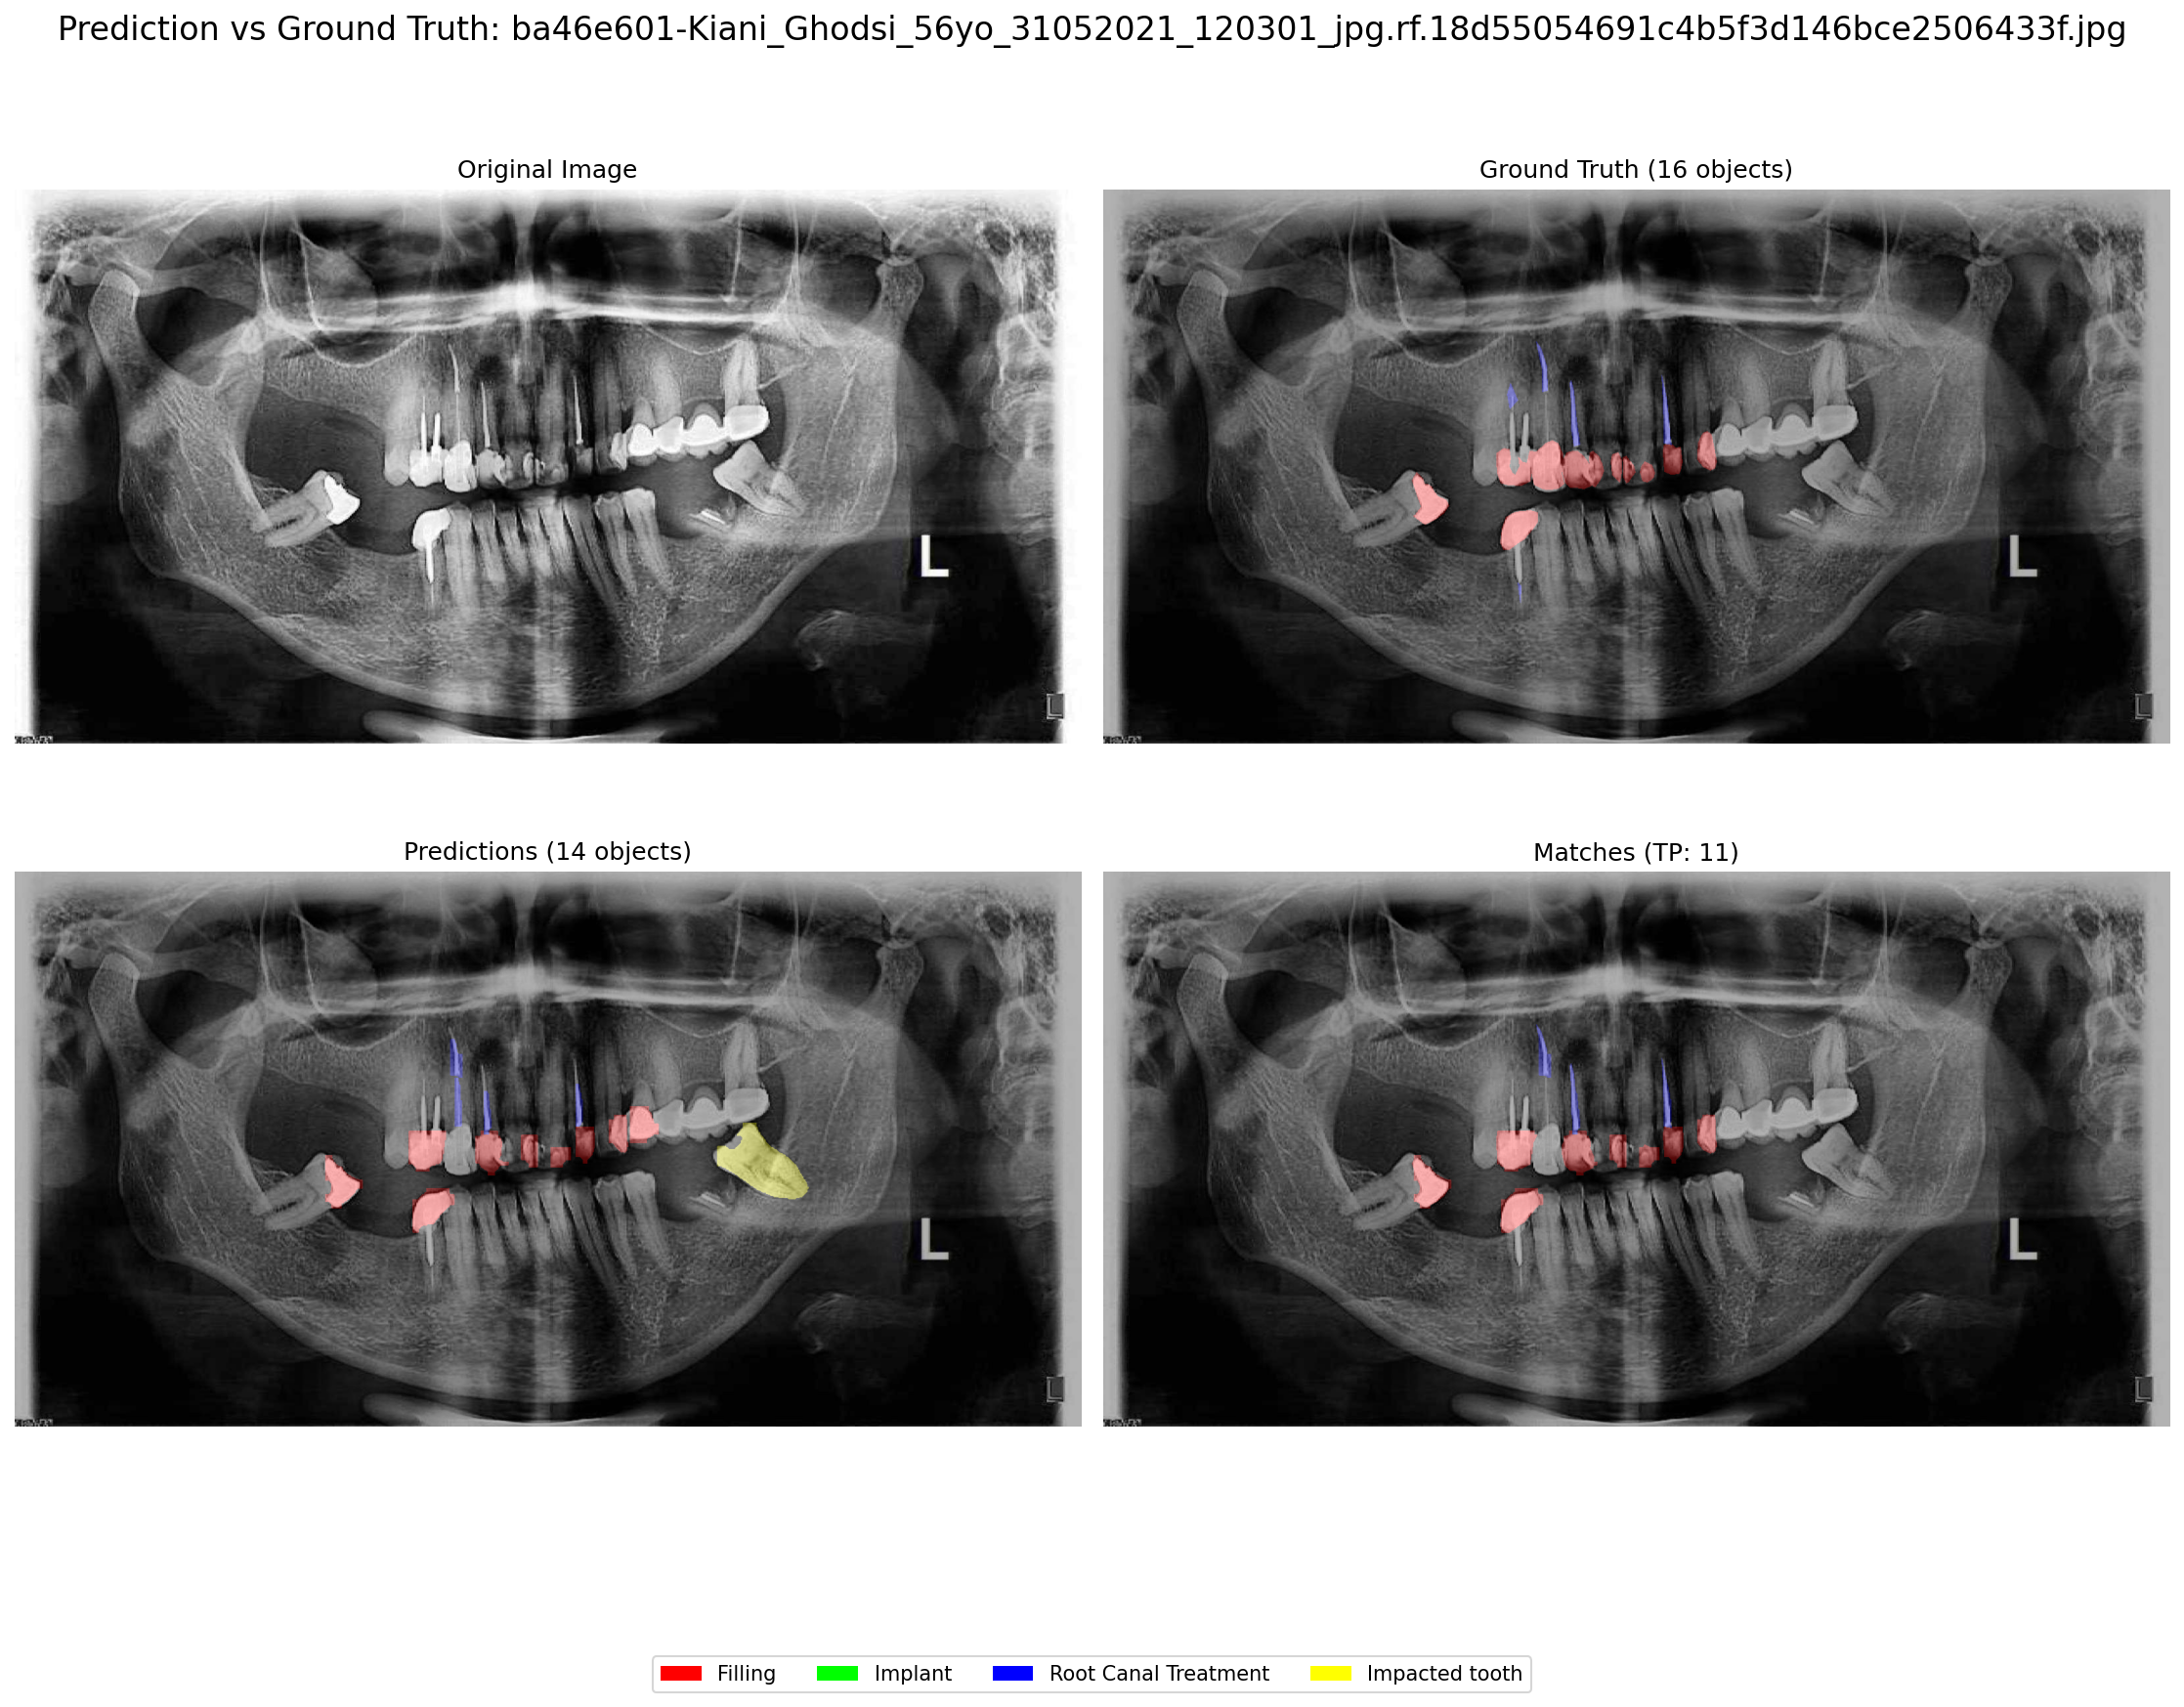 Prediction vs Ground Truth: ba46e601-Kiani_Ghodsi_56yo_31052021_120301_jpg.rf.18d55054691c4b5f3d146bce2506433f.jpg
Original Image
Ground Truth (16 objects)
L
L
L
L
Predictions (14 objects)
Matches (TP: 11)
L
L
L
L
Filling
Implant
Root Canal Treatment
Impacted tooth